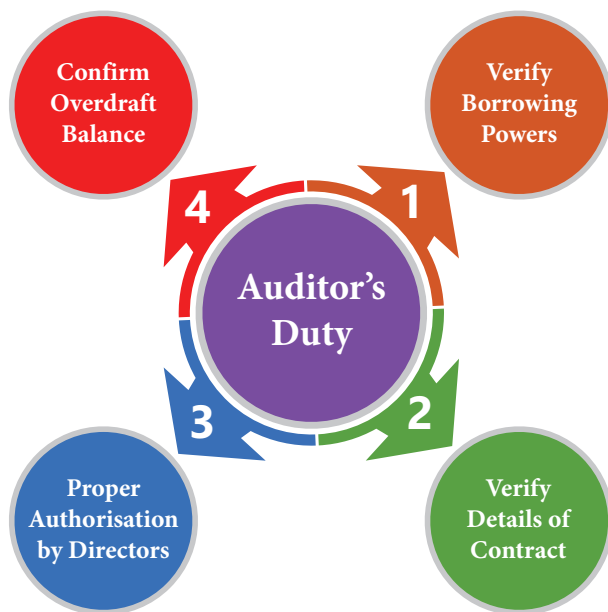 Confirm
Overdraft
Balance
Verify
Borrowing
Powers
4
1
Auditor’s
Duty
3
2
Proper
Authorisation
by Directors
Verify
Details of
Contract